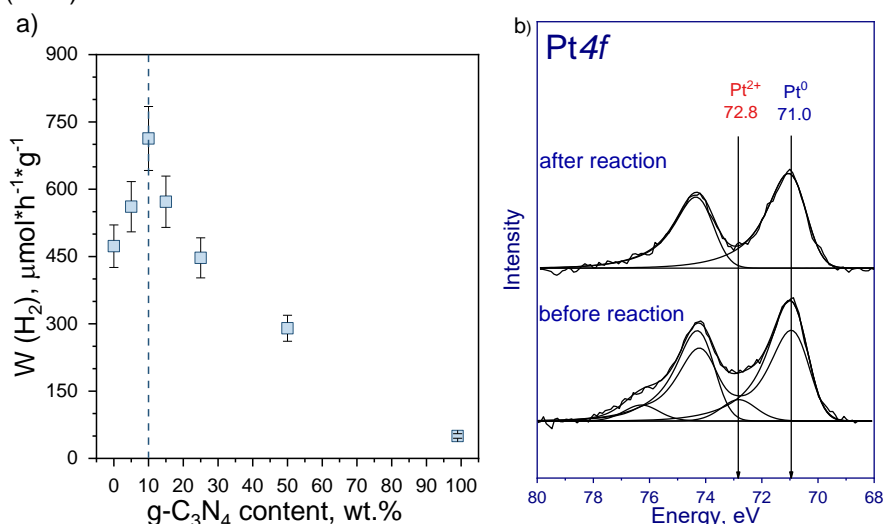 a)
900
750
600
450
300
150
0
0 10 20 30 40 50 60 70 80 90 100
W (H₂), μmol*h⁻¹*g⁻¹
g-C₃N₄ content, wt.%
b)
Pt4f
Pt²⁺ Pt⁰
72.8 71.0
after reaction
before reaction
Intensity
80 78 76 74 72 70 68
Energy, eV